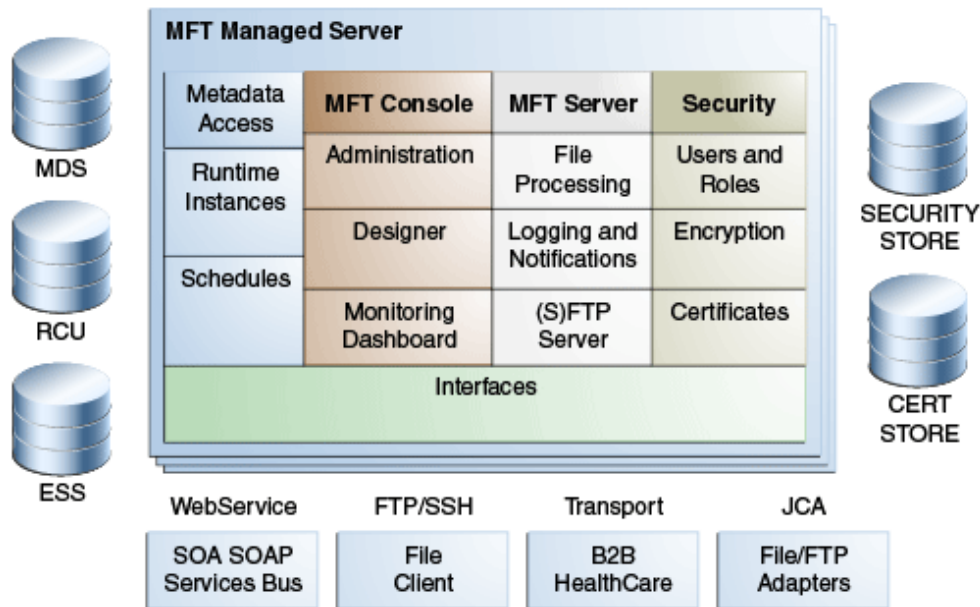 MFT Managed Server
MDS
RCU
ESS
Metadata
Access
Runtime
Instances
Schedules
MFT Console
Administration
Designer
Monitoring
Dashboard
MFT Server
File
Processing
Logging and
Notifications
(S)FTP
Server
Security
Users and
Roles
Encryption
Certificates
Interfaces
SECURITY
STORE
CERT
STORE
WebService
SOA SOAP
Services Bus
FTP/SSH
File
Client
Transport
B2B
HealthCare
JCA
File/FTP
Adapters